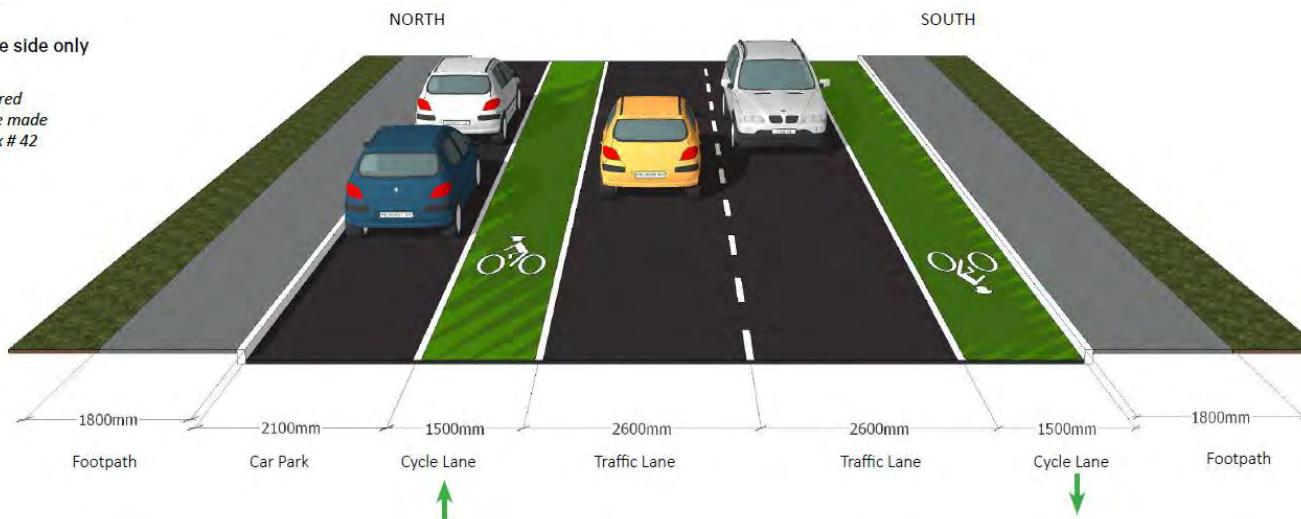 NORTH
SOUTH
e side only
red
e made
k # 42
1800mm
2100mm
1500mm
2600mm
2600mm
1500mm
1800mm
Footpath
Car Park
Cycle Lane
Traffic Lane
Traffic Lane
Cycle Lane
Footpath